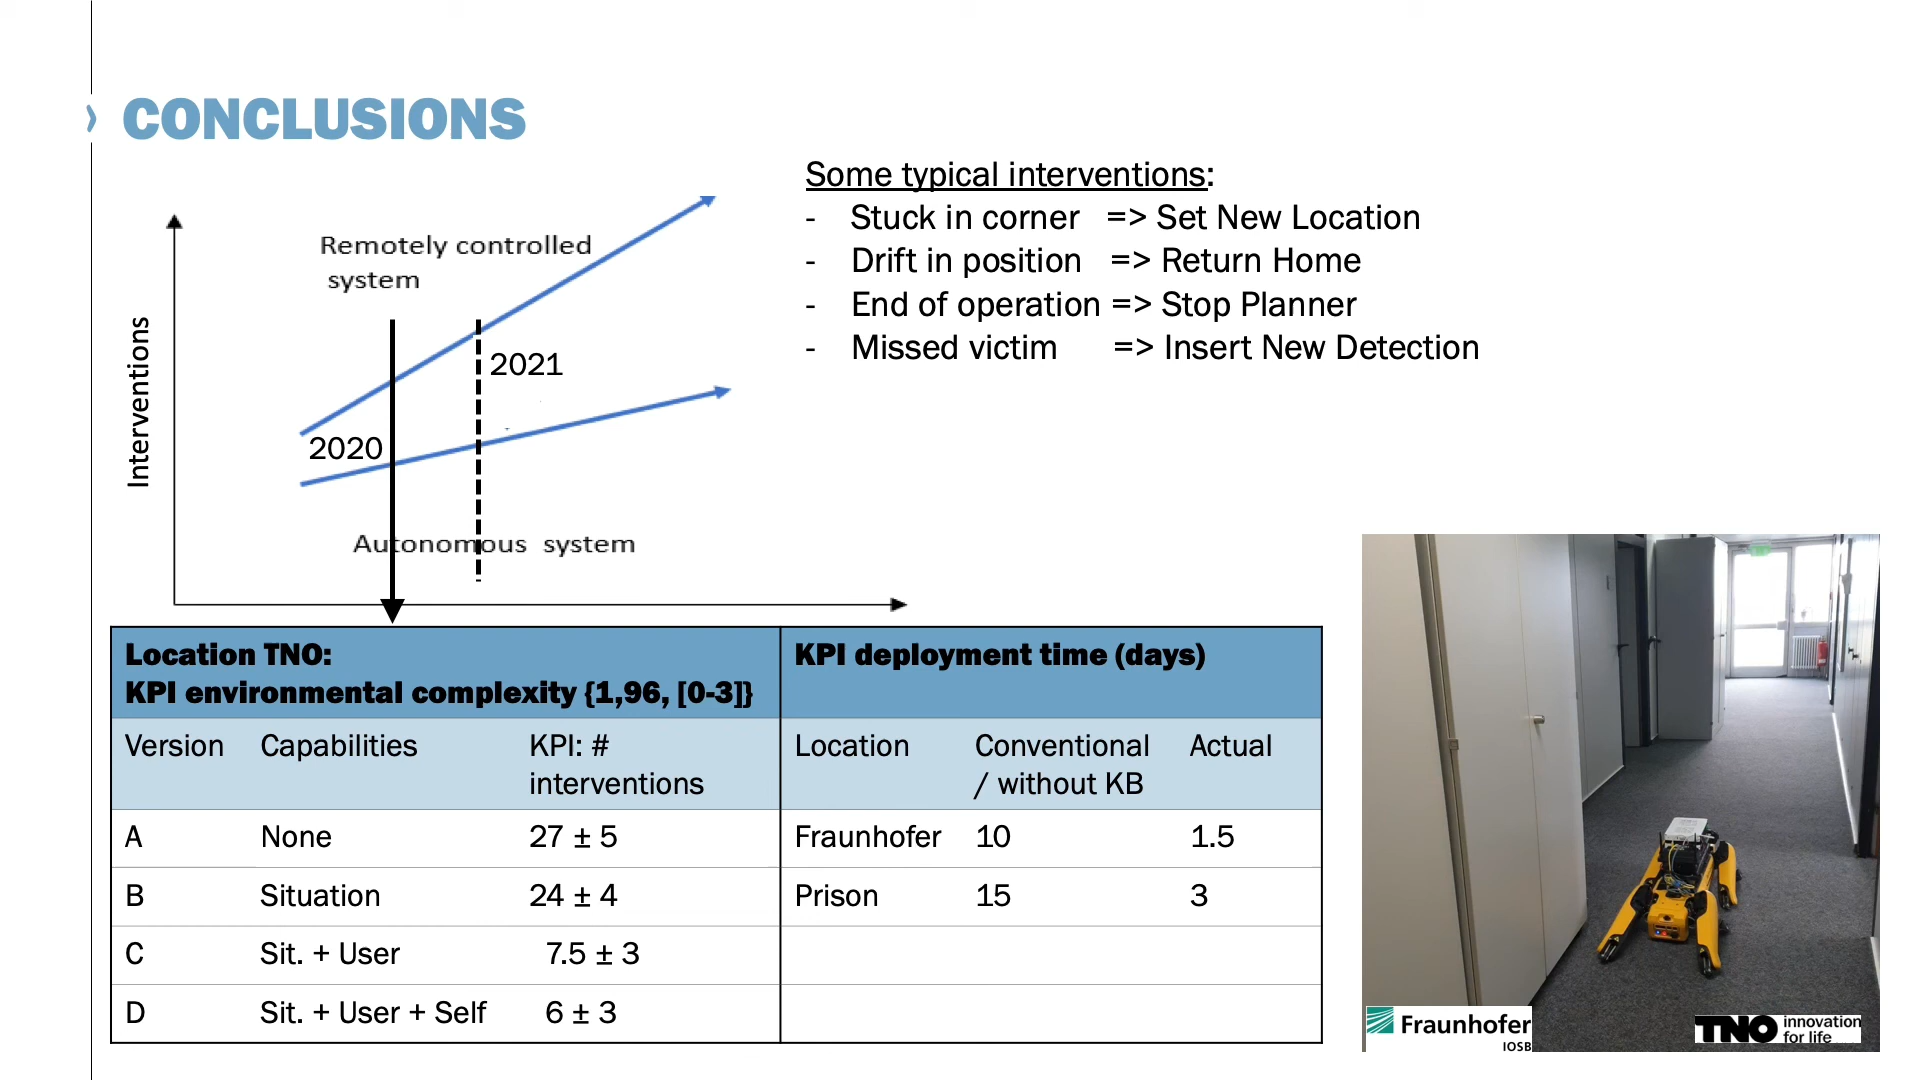 CONCLUSIONS
Some typical interventions:
- Stuck in corner => Set New Location
- Drift in position => Return Home
- End of operation => Stop Planner
- Missed victim => Insert New Detection
Interventions
Remotely controlled
system
2021
2020
Autonomous system
Location TNO:
KPI environmental complexity {1,96, [0-3]}
KPI deployment time (days)
Version Capabilities KPI: #
interventions
Location Conventional Actual
/ without KB
A None 27 ± 5 Fraunhofer 10 1.5
B Situation 24 ± 4 Prison 15 3
C Sit. + User 7.5 ± 3
D Sit. + User + Self 6 ± 3
Fraunhofer
IOSB
TNO innovation
for life